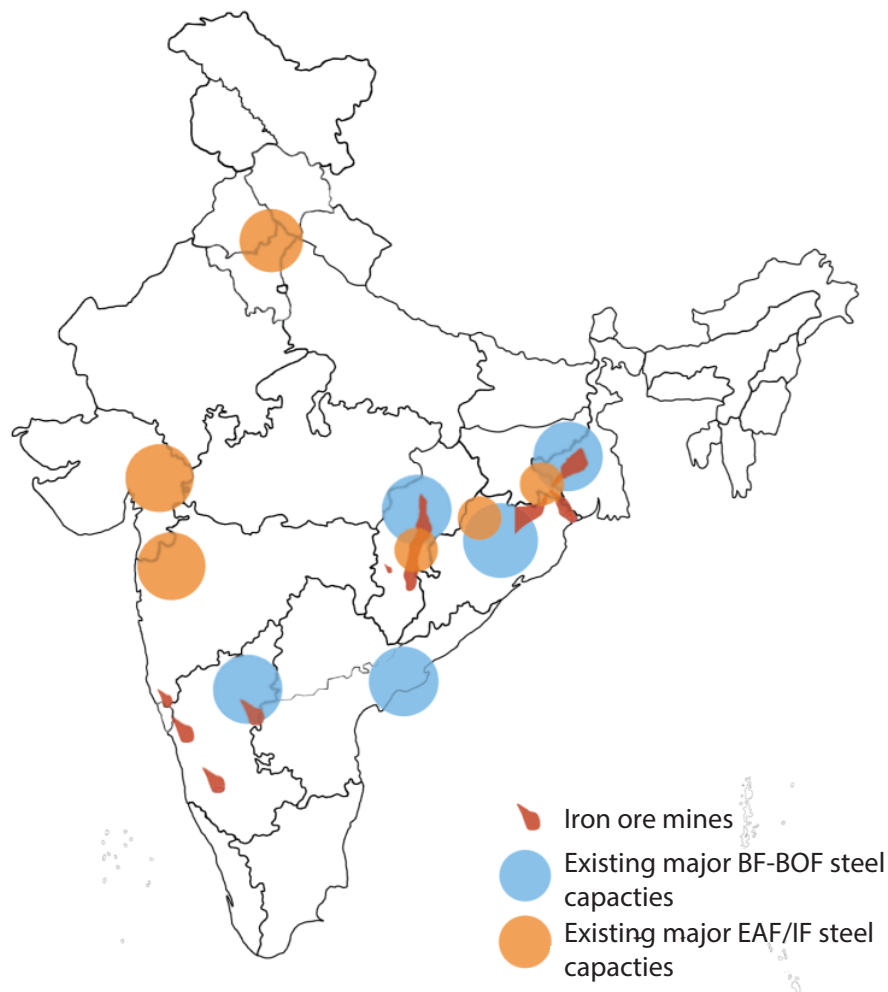 Iron ore mines
Existing major BF-BOF steel
capacties
Existing major EAF/IF steel
capacties